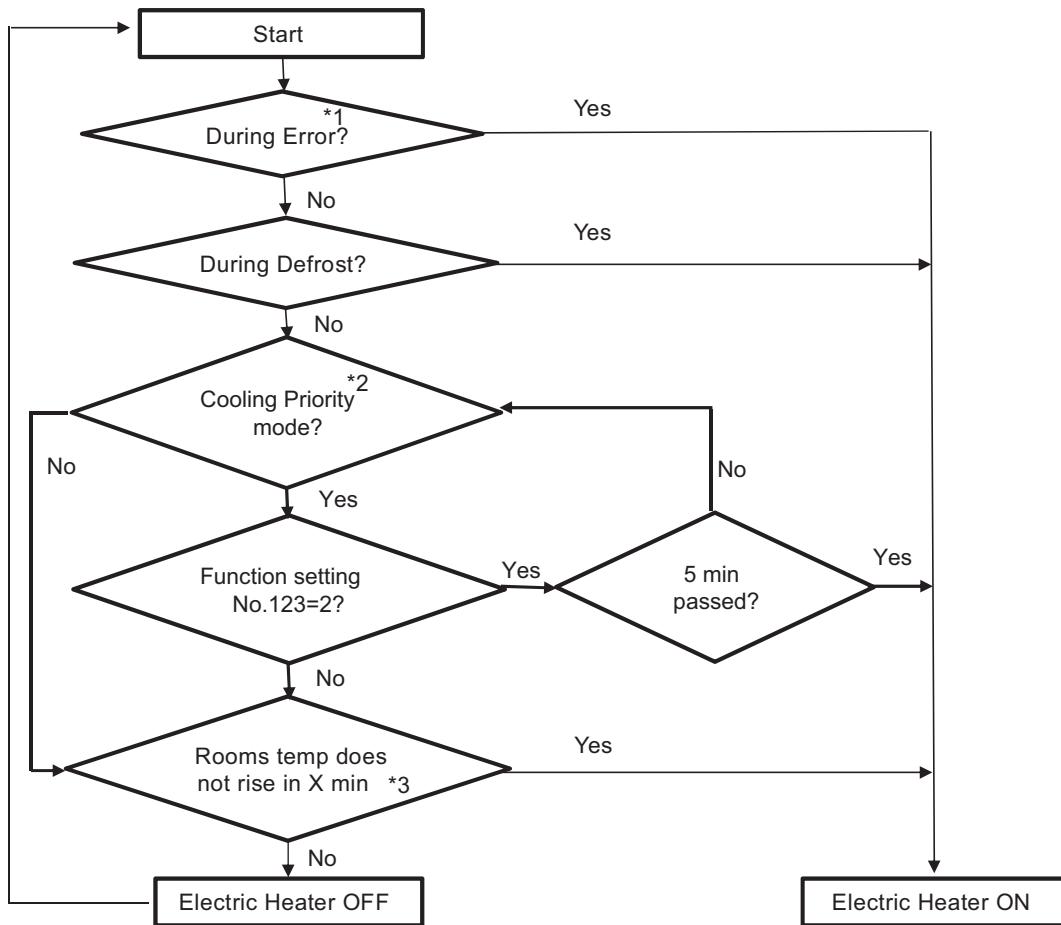 Start
During Error?
*1
Yes
No
During Defrost?
Yes
No
Cooling Priority
*2
mode?
No
Yes
No
Function setting
No.123=2?
Yes
5 min
passed?
Yes
No
Rooms temp does
not rise in X min
*3
Yes
No
Electric Heater OFF
Electric Heater ON